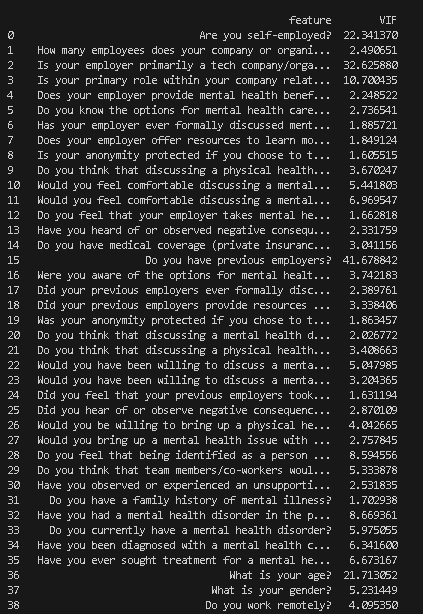 feature VIF
0 Are you self-employed? 22.341370
1 How many employees does your company or organi... 2.490651
2 Is your employer primarily a tech company/orga... 32.625880
3 Is your primary role within your company relat... 10.700435
4 Does your employer provide mental health benef... 2.248522
5 Do you know the options for mental health care... 2.736541
6 Has your employer ever formally discussed ment... 1.885721
7 Does your employer offer resources to learn mo... 1.849124
8 Is your anonymity protected if you choose to t... 1.605515
9 Do you think that discussing a physical health... 3.670247
10 Would you feel comfortable discussing a mental... 5.441803
11 Would you feel comfortable discussing a mental... 6.969547
12 Do you feel that your employer takes mental he... 1.662818
13 Have you heard of or observed negative consequ... 2.331759
14 Do you have medical coverage (private insuranc... 3.041156
15 Do you have previous employers? 41.678842
16 Were you aware of the options for mental healt... 3.742183
17 Did your previous employers ever formally disc... 2.389761
18 Did your previous employers provide resources ... 3.338406
19 Was your anonymity protected if you chose to t... 1.863457
20 Do you think that discussing a mental health d... 2.026772
21 Do you think that discussing a physical health... 3.408663
22 Would you have been willing to discuss a menta... 5.047985
23 Would you have been willing to discuss a menta... 3.204365
24 Did you feel that your previous employers took... 1.631194
25 Did you hear of or observe negative consequenc... 2.870109
26 Would you be willing to bring up a physical he... 4.042665
27 Would you bring up a mental health issue with ... 2.757845
28 Do you feel that being identified as a person ... 8.594556
29 Do you think that team members/co-workers woul... 5.333878
30 Have you observed or experienced an unsupporti... 2.531835
31 Do you have a family history of mental illness? 1.702938
32 Have you had a mental health disorder in the p... 8.669361
33 Do you currently have a mental health disorder? 5.975055
34 Have you been diagnosed with a mental health c... 6.341600
35 Have you ever sought treatment for a mental he... 6.673167
36 What is your age? 21.713052
37 What is your gender? 5.231449
38 Do you work remotely? 4.095350